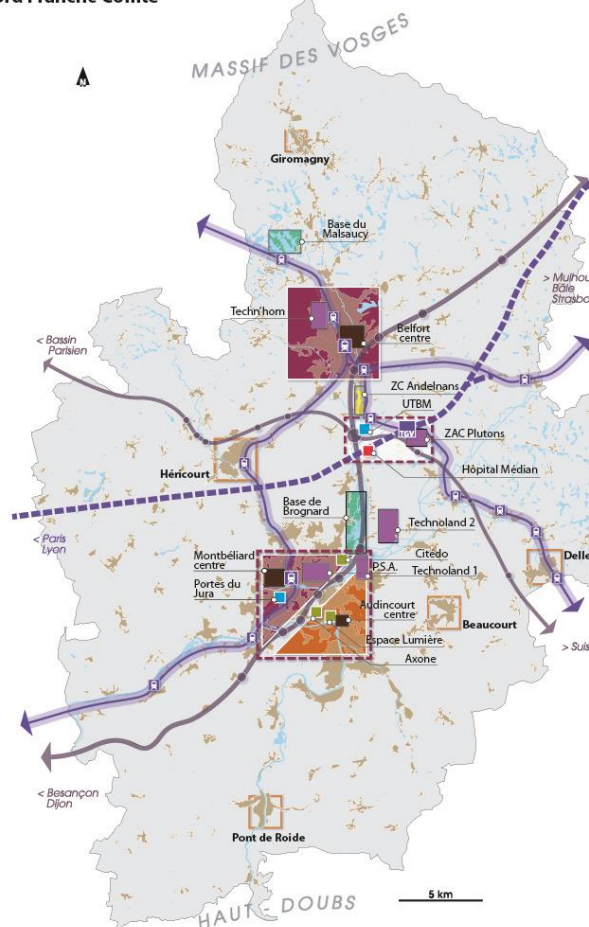 MASSIF DES VOSGES
N
Giromagny
Base du
Malsaucy
> Mulhou
Bâle
Strasbo
Techn'hom
Belfort
centre
< Bassin
Parisien
ZC Andelnans
UTBM
TGV
ZAC Plutons
Héricourt
Hôpital Médian
Base de
Brognard
Technoland 2
< Paris
Lyon
Montbéliard
centre
Citédo
Delle
P.S.A.
Technoland 1
Portes du
Jura
Audincourt
centre
Beaucourt
Espace Lumière
> Suis
Axone
< Besançon
Dijon
Pont de Roide
5 km
HAUT - DOUBS